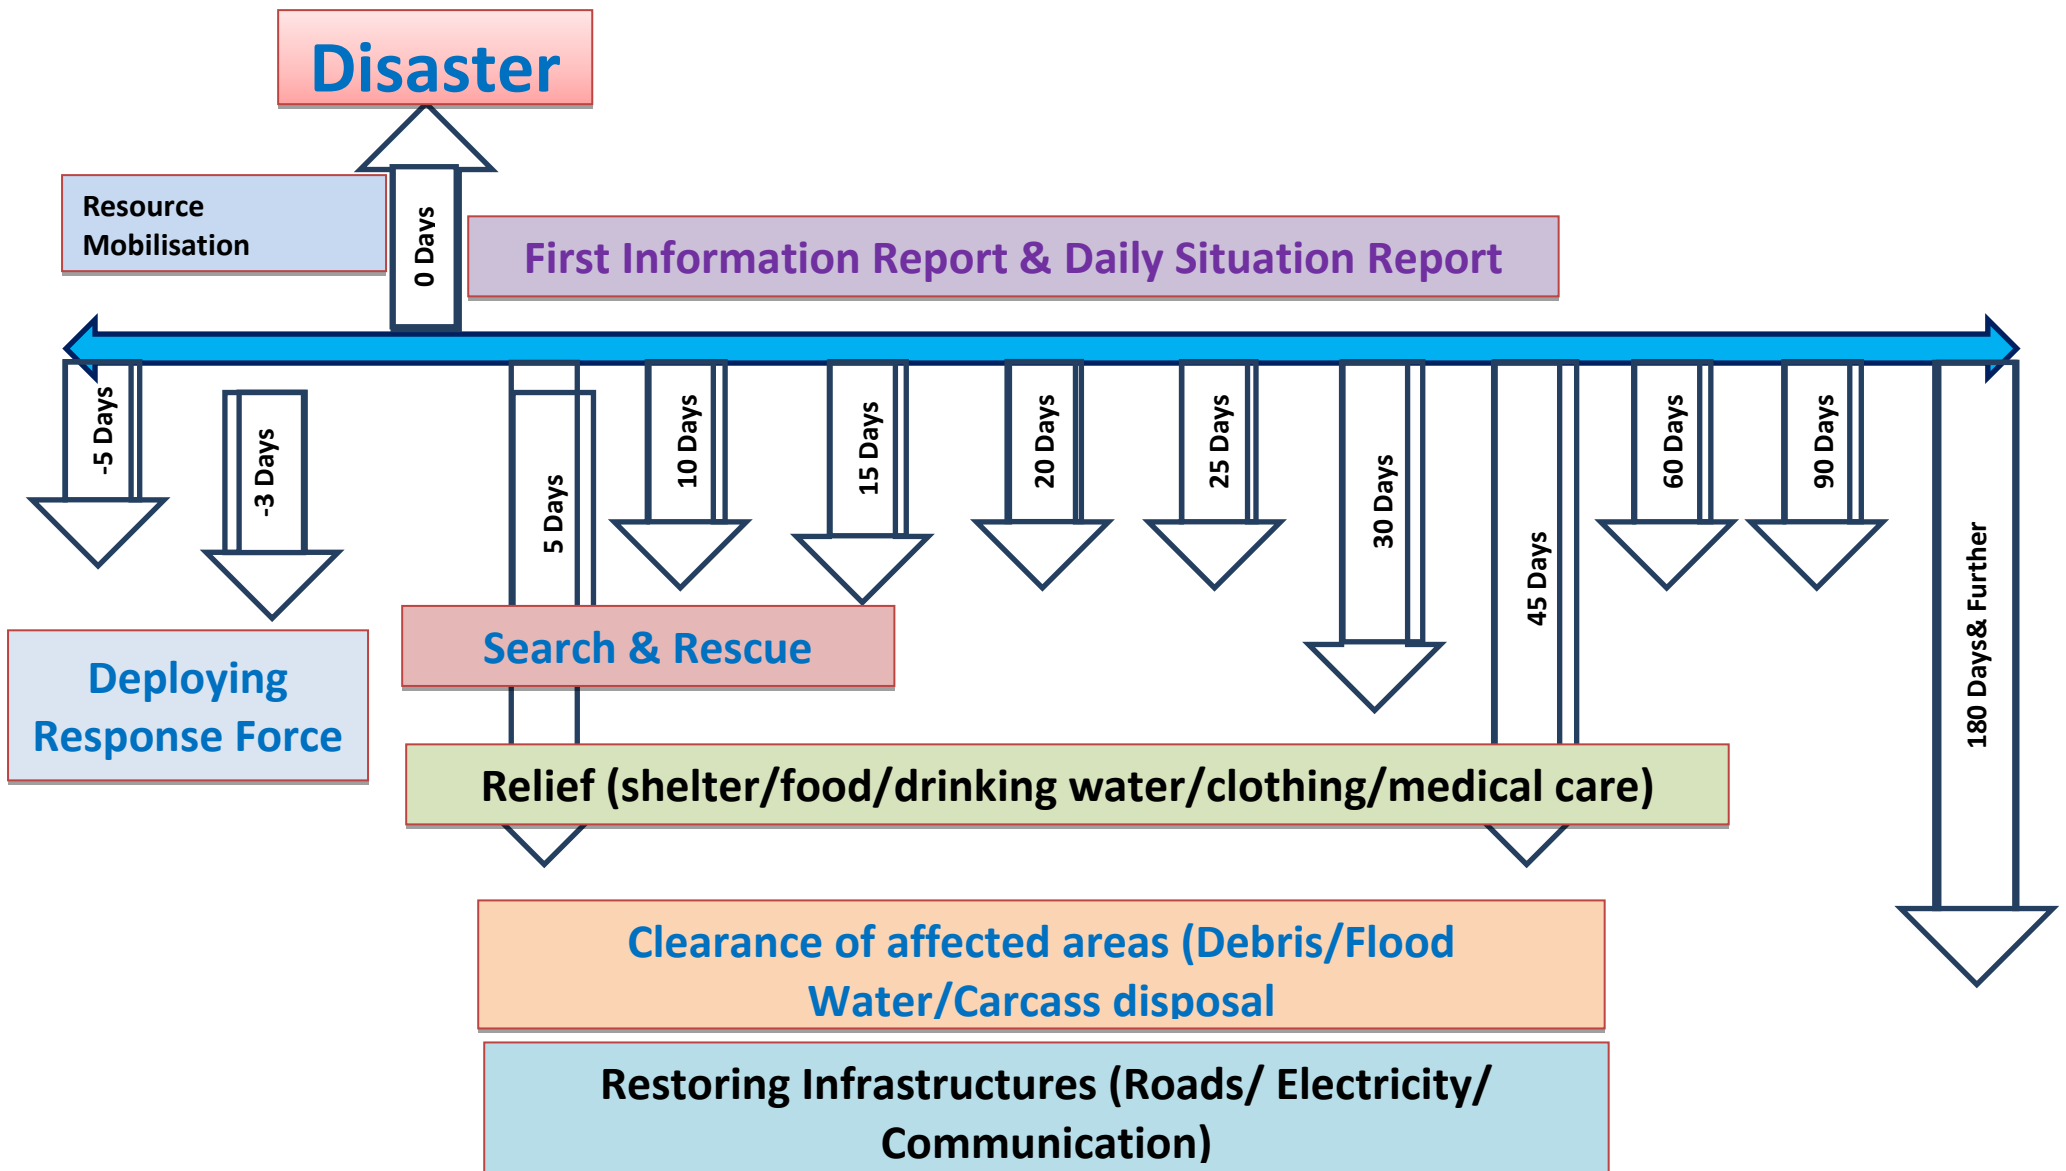 Disaster
Resource
Mobilisation
0 Days
First Information Report & Daily Situation Report
-5 Days
-3 Days
5 Days
10 Days
15 Days
20 Days
25 Days
30 Days
45 Days
60 Days
90 Days
180 Days& Further
Search & Rescue
Deploying
Response Force
Relief (shelter/food/drinking water/clothing/medical care)
Clearance of affected areas (Debris/Flood
Water/Carcass disposal
Restoring Infrastructures (Roads/ Electricity/
Communication)